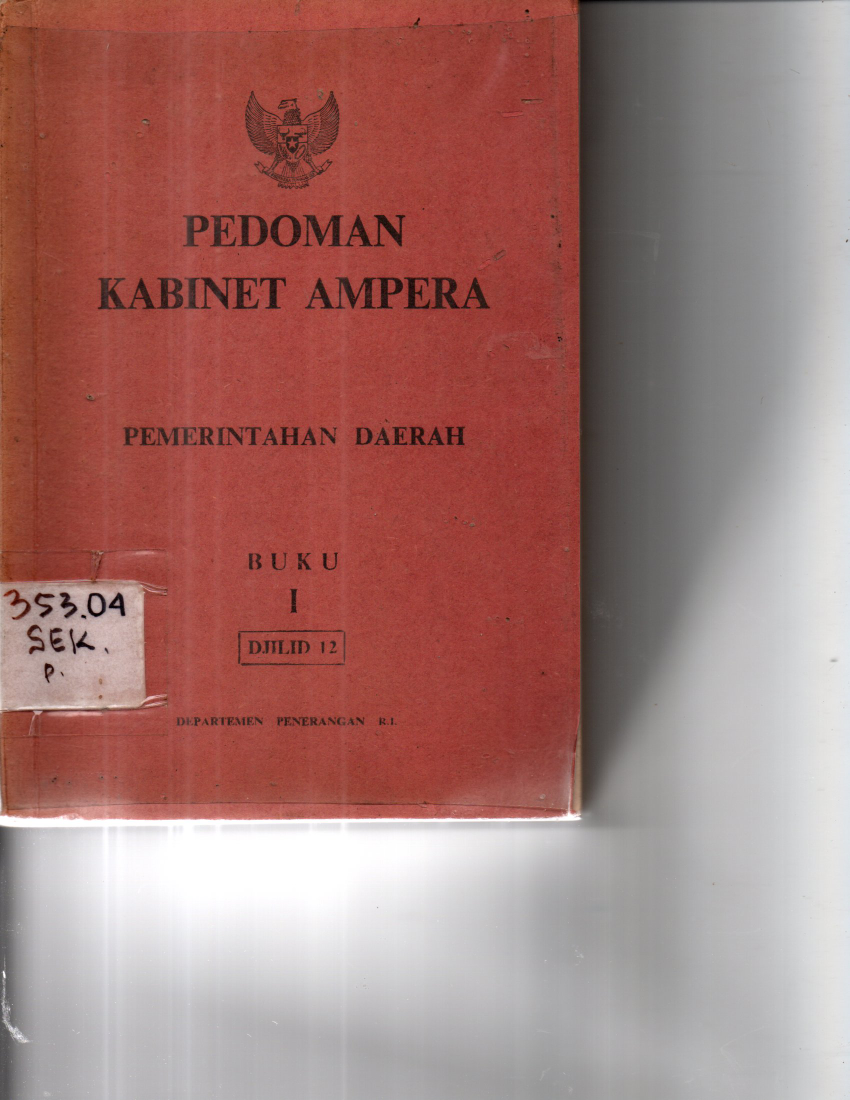 PEDOMAN
KABINET AMPERA
PEMERINTAHAN DAERAH
BUKU
I
DJILID 12
353.04
SEK.
P.
DEPARTEMEN PENERANGAN R.I.